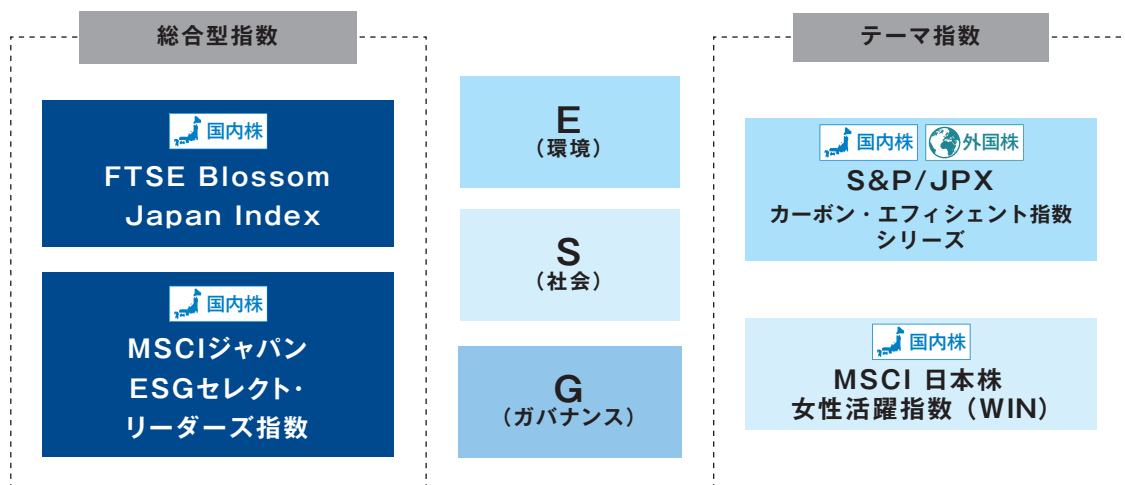 総合型指数
国内株
FTSE Blossom
Japan Index
国内株
MSCIジャパン
ESGセレクト・
リーダーズ指数
E
（環境）
S
（社会）
G
（ガバナンス）
テーマ指数
国内株 外国株
S&P/JPX
カーボン・エフィシェント指数
シリーズ
国内株
MSCI 日本株
女性活躍指数（WIN）